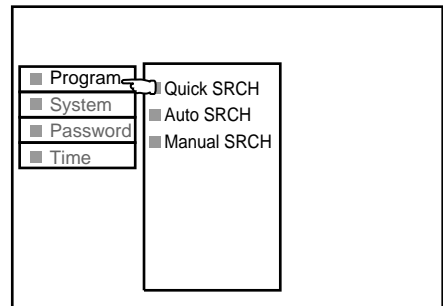 Program
System
Password
Time
Quick SRCH
Auto SRCH
Manual SRCH